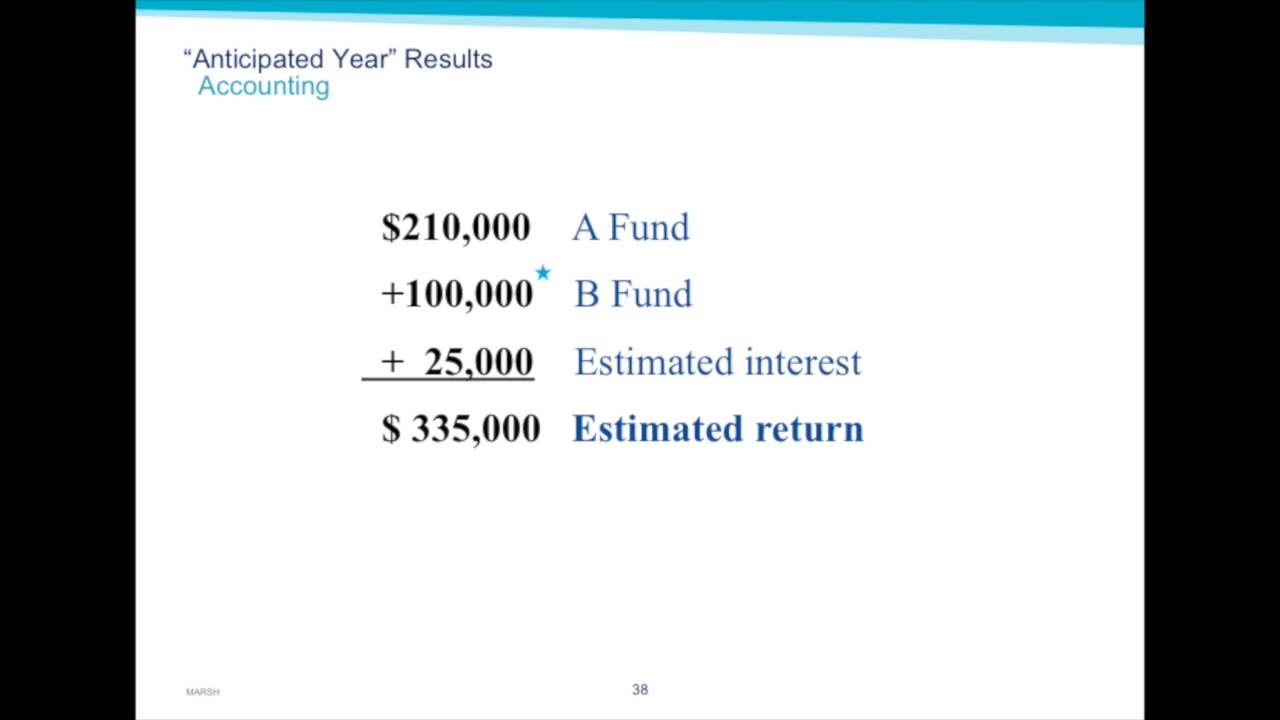 “Anticipated Year” Results
Accounting
$210,000 A Fund
+100,000★ B Fund
+ 25,000 Estimated interest
$ 335,000 Estimated return
MARSH 38